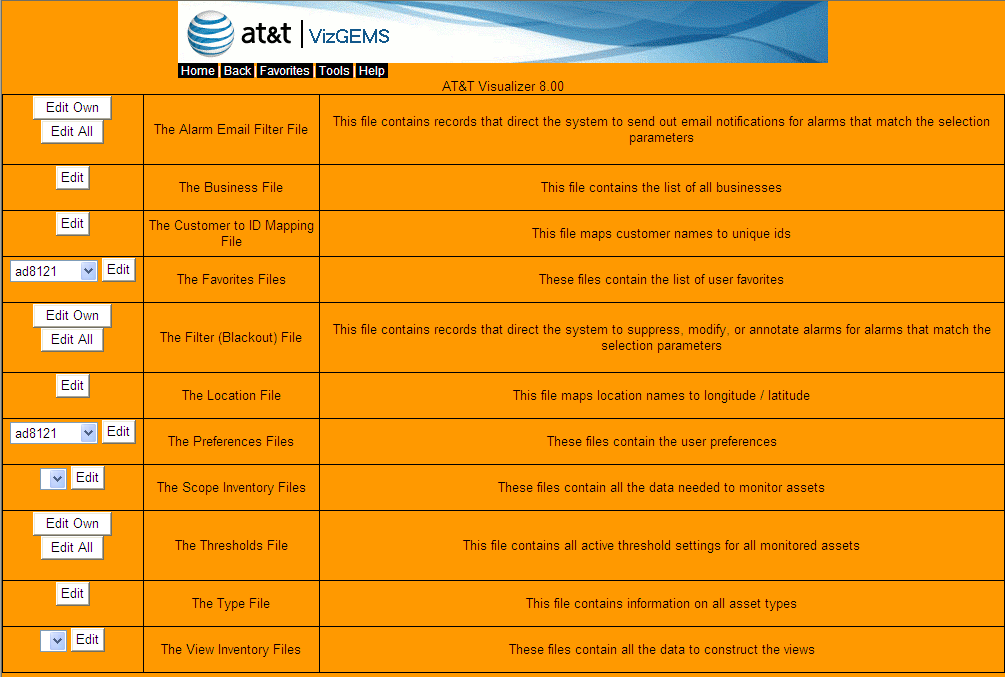 at&t VizGEMS
Home Back Favorites Tools Help
AT&T Visualizer 8.00
Edit Own
Edit All
The Alarm Email Filter File
This file contains records that direct the system to send out email notifications for alarms that match the selection
parameters
Edit
The Business File
This file contains the list of all businesses
Edit
The Customer to ID Mapping
File
This file maps customer names to unique ids
ad8121 Edit
The Favorites Files
These files contain the list of user favorites
Edit Own
Edit All
The Filter (Blackout) File
This file contains records that direct the system to suppress, modify, or annotate alarms for alarms that match the
selection parameters
Edit
The Location File
This file maps location names to longitude / latitude
ad8121 Edit
The Preferences Files
These files contain the user preferences
Edit
The Scope Inventory Files
These files contain all the data needed to monitor assets
Edit Own
Edit All
The Thresholds File
This file contains all active threshold settings for all monitored assets
Edit
The Type File
This file contains information on all asset types
Edit
The View Inventory Files
These files contain all the data to construct the views